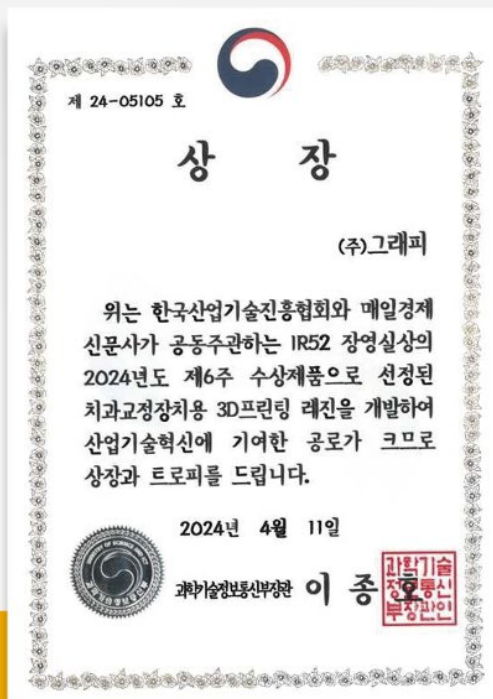 제 24-05105 호
상 장
(주)그래피
위는 한국산업기술진흥협회와 매일경제
신문사가 공동주관하는 IR52 장영실상의
2024년도 제6주 수상제품으로 선정된
치과교정장치용 3D프린팅 레진을 개발하여
산업기술혁신에 기여한 공로가 크므로
상장과 트로피를 드립니다.
2024년 4월 11일
과학기술정보통신부장관 이 종 호
과학기술
정보통신
부장관인